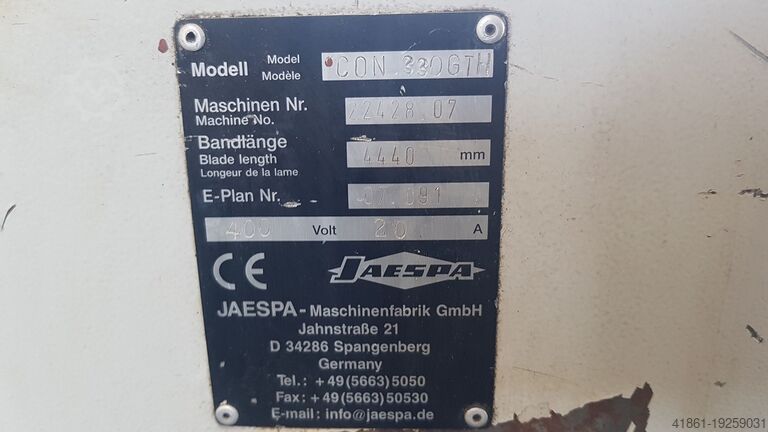 Modell Model CON 330GTH
Modèle
Maschinen Nr. 22428.07
Machine No.
Bandlänge 4440 mm
Blade length
Longeur de la lame
E-Plan Nr. 07.091
400 Volt 20 A
CE JAESPA
JAESPA-Maschinenfabrik GmbH
Jahnstraße 21
D 34286 Spangenberg
Germany
Tel.: +49(5663)5050
Fax: +49(5663)50530
E-mail: info@jaespa.de
41861-19259031